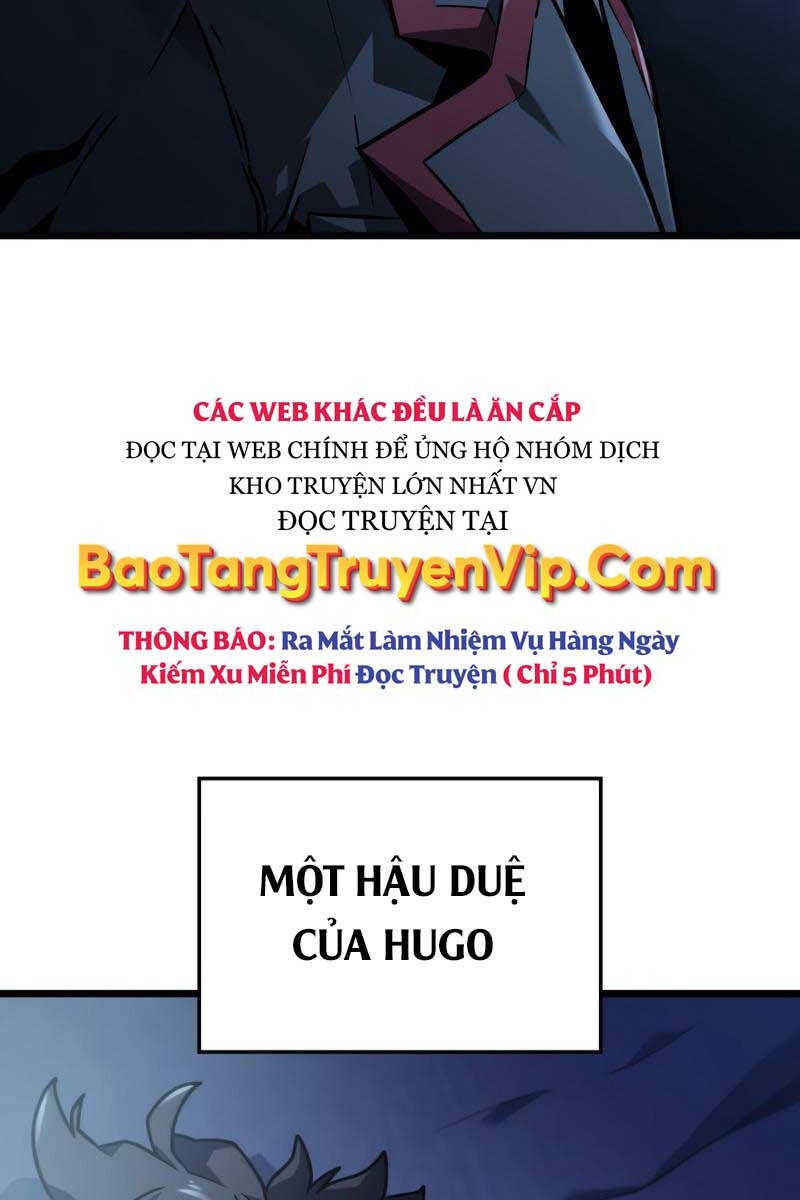 CÁC WEB KHÁC ĐỀU LÀ ĂN CẮP
ĐỌC TẠI WEB CHÍNH ĐỂ ỦNG HỘ NHÓM DỊCH
KHO TRUYỆN LỚN NHẤT VN
ĐỌC TRUYỆN TẠI
BaoTangTruyenVip.Com
THÔNG BÁO: Ra Mắt Làm Nhiệm Vụ Hàng Ngày
Kiếm Xu Miễn Phí Đọc Truyện ( Chỉ 5 Phút)
MỘT HẬU DUỆ
CỦA HUGO